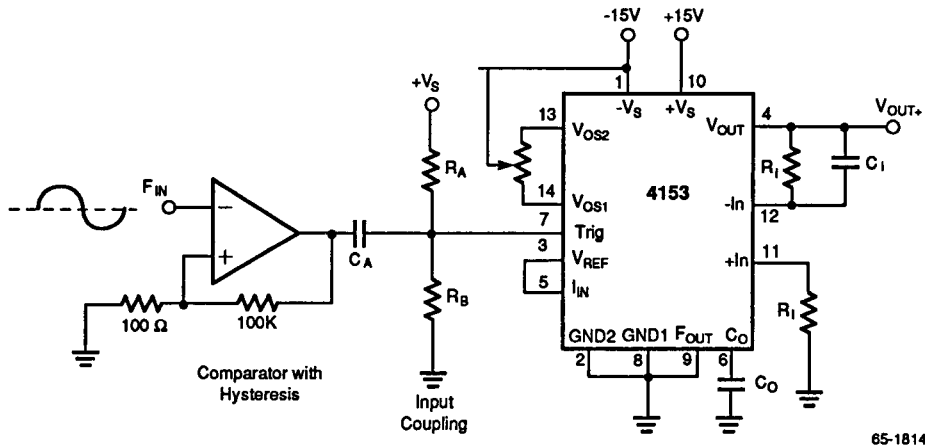 -15V +15V
1 10
-VS +VS
+VS
13 VOS2
VOUT 4 VOUT+
RA
Ri Ci
FIN
4153
14 VOS1
-In 12
7 Trig
+In 11
CA
3 VREF
5 IIN
RB
RI
100 Ω 100K
GND2 GND1 FOUT CO
2 8 9 6
CO
Comparator with
Hysteresis
Input
Coupling
65-1814
- +